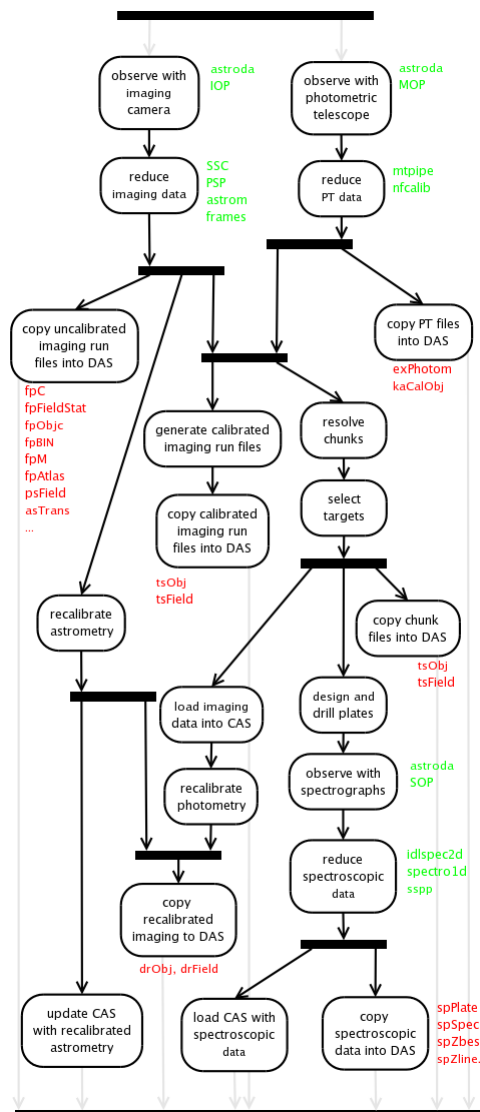 observe with
imaging
camera
astroda
IOP
observe with
photometric
telescope
astroda
MOP
reduce
imaging data
SSC
PSP
astrom
frames
reduce
PT data
mtpipe
nfcalib
copy uncalibrated
imaging run
files into DAS
fpC
fpFieldStat
fpObjc
fpBIN
fpM
fpAtlas
psField
asTrans
...
copy PT files
into DAS
exPhotom
kaCalObj
generate calibrated
imaging run files
resolve
chunks
copy calibrated
imaging run
files into DAS
tsObj
tsField
select
targets
recalibrate
astrometry
copy chunk
files into DAS
tsObj
tsField
load imaging
data into CAS
design and
drill plates
recalibrate
photometry
observe with
spectrographs
astroda
SOP
reduce
spectroscopic
data
idlspec2d
spectro1d
sspp
copy
recalibrated
imaging to DAS
drObj, drField
update CAS
with recalibrated
astrometry
load CAS with
spectroscopic
data
copy
spectroscopic
data into DAS
spPlate
spSpec
spZbes
spZline.